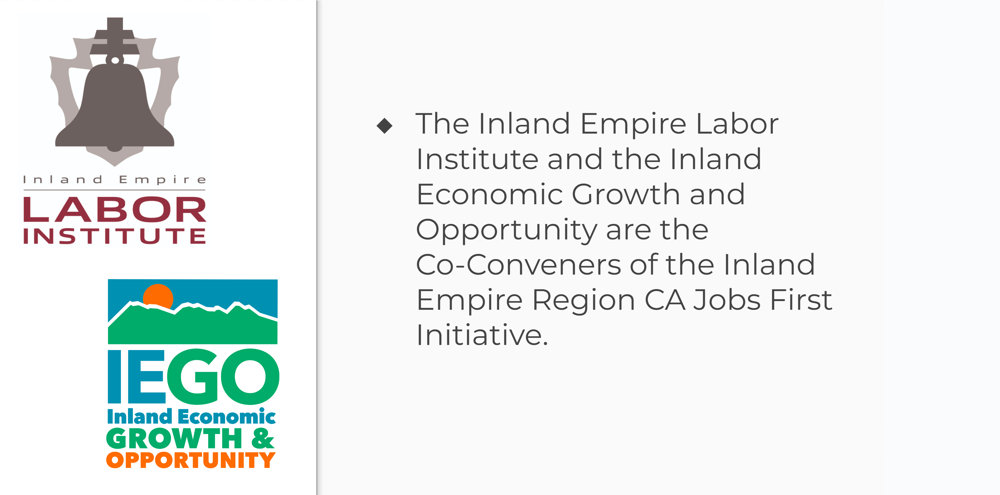 Inland Empire
LABOR
INSTITUTE
IEGO
Inland Economic
GROWTH &
OPPORTUNITY
◆ The Inland Empire Labor
Institute and the Inland
Economic Growth and
Opportunity are the
Co-Conveners of the Inland
Empire Region CA Jobs First
Initiative.